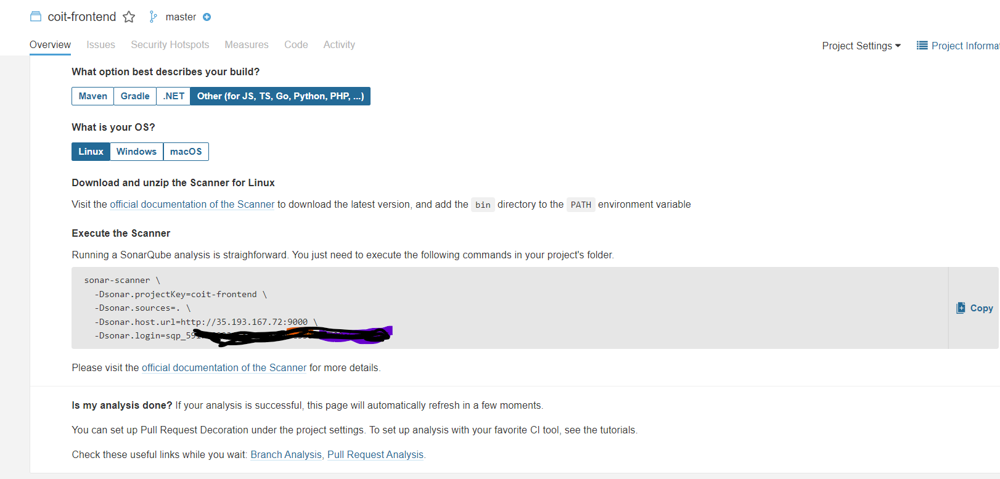 coit-frontend master
Overview Issues Security Hotspots Measures Code Activity
Project Settings Project Informat
What option best describes your build?
Maven Gradle .NET Other (for JS, TS, Go, Python, PHP, ...)
What is your OS?
Linux Windows macOS
Download and unzip the Scanner for Linux
Visit the official documentation of the Scanner to download the latest version, and add the bin directory to the PATH environment variable
Execute the Scanner
Running a SonarQube analysis is straighforward. You just need to execute the following commands in your project's folder.
sonar-scanner \
-Dsonar.projectKey=coit-frontend \
-Dsonar.sources=. \
-Dsonar.host.url=http://35.193.167.72:9000 \
-Dsonar.login=
Copy
Please visit the official documentation of the Scanner for more details.
Is my analysis done? If your analysis is successful, this page will automatically refresh in a few moments.
You can set up Pull Request Decoration under the project settings. To set up analysis with your favorite CI tool, see the tutorials.
Check these useful links while you wait: Branch Analysis, Pull Request Analysis.